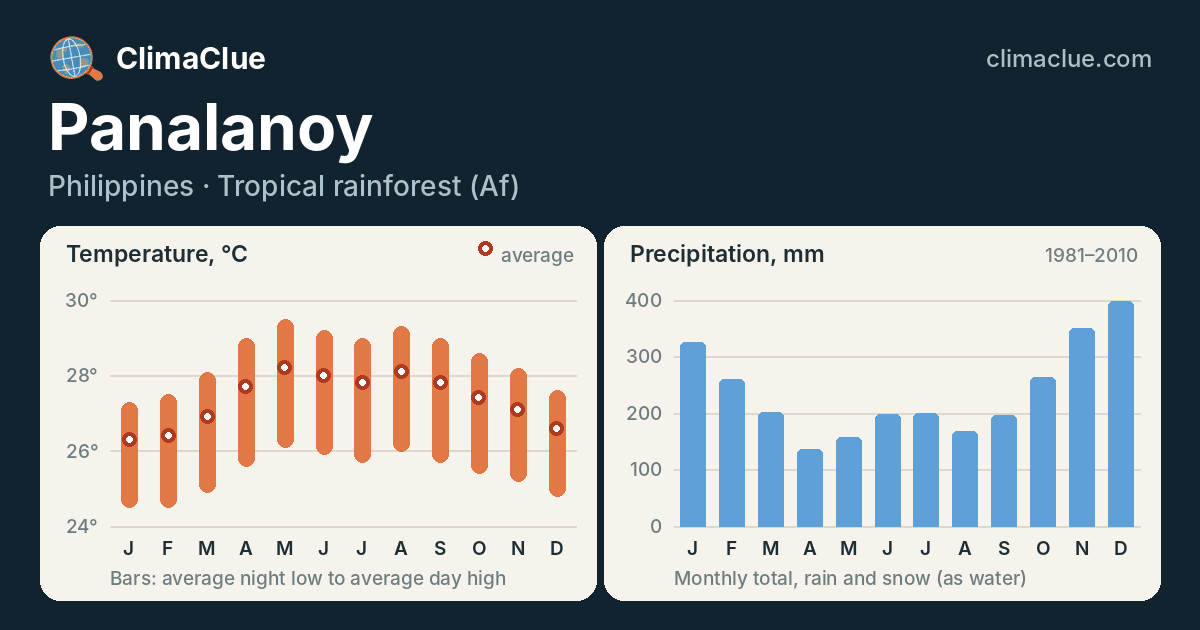 ClimaClue
climaclue.com
Panalanoy
Philippines · Tropical rainforest (Af)
Temperature, °C
average
30°
28°
26°
24°
J F M A M J J A S O N D
Bars: average night low to average day high
Precipitation, mm
1981–2010
400
300
200
100
0
J F M A M J J A S O N D
Monthly total, rain and snow (as water)